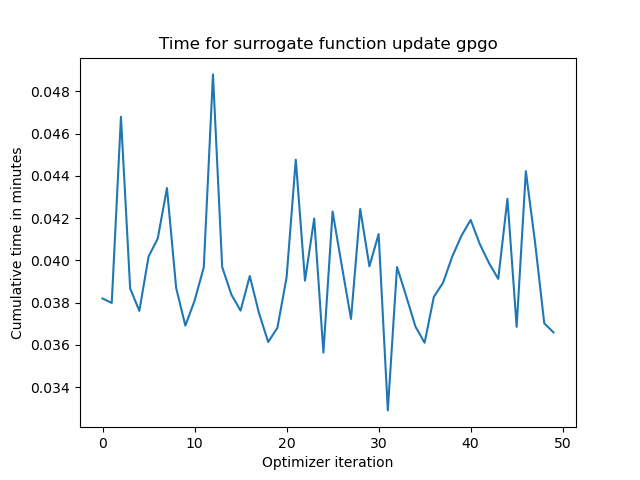 Time for surrogate function update gpgo
Cumulative time in minutes
0.048
0.046
0.044
0.042
0.040
0.038
0.036
0.034
0 10 20 30 40 50
Optimizer iteration